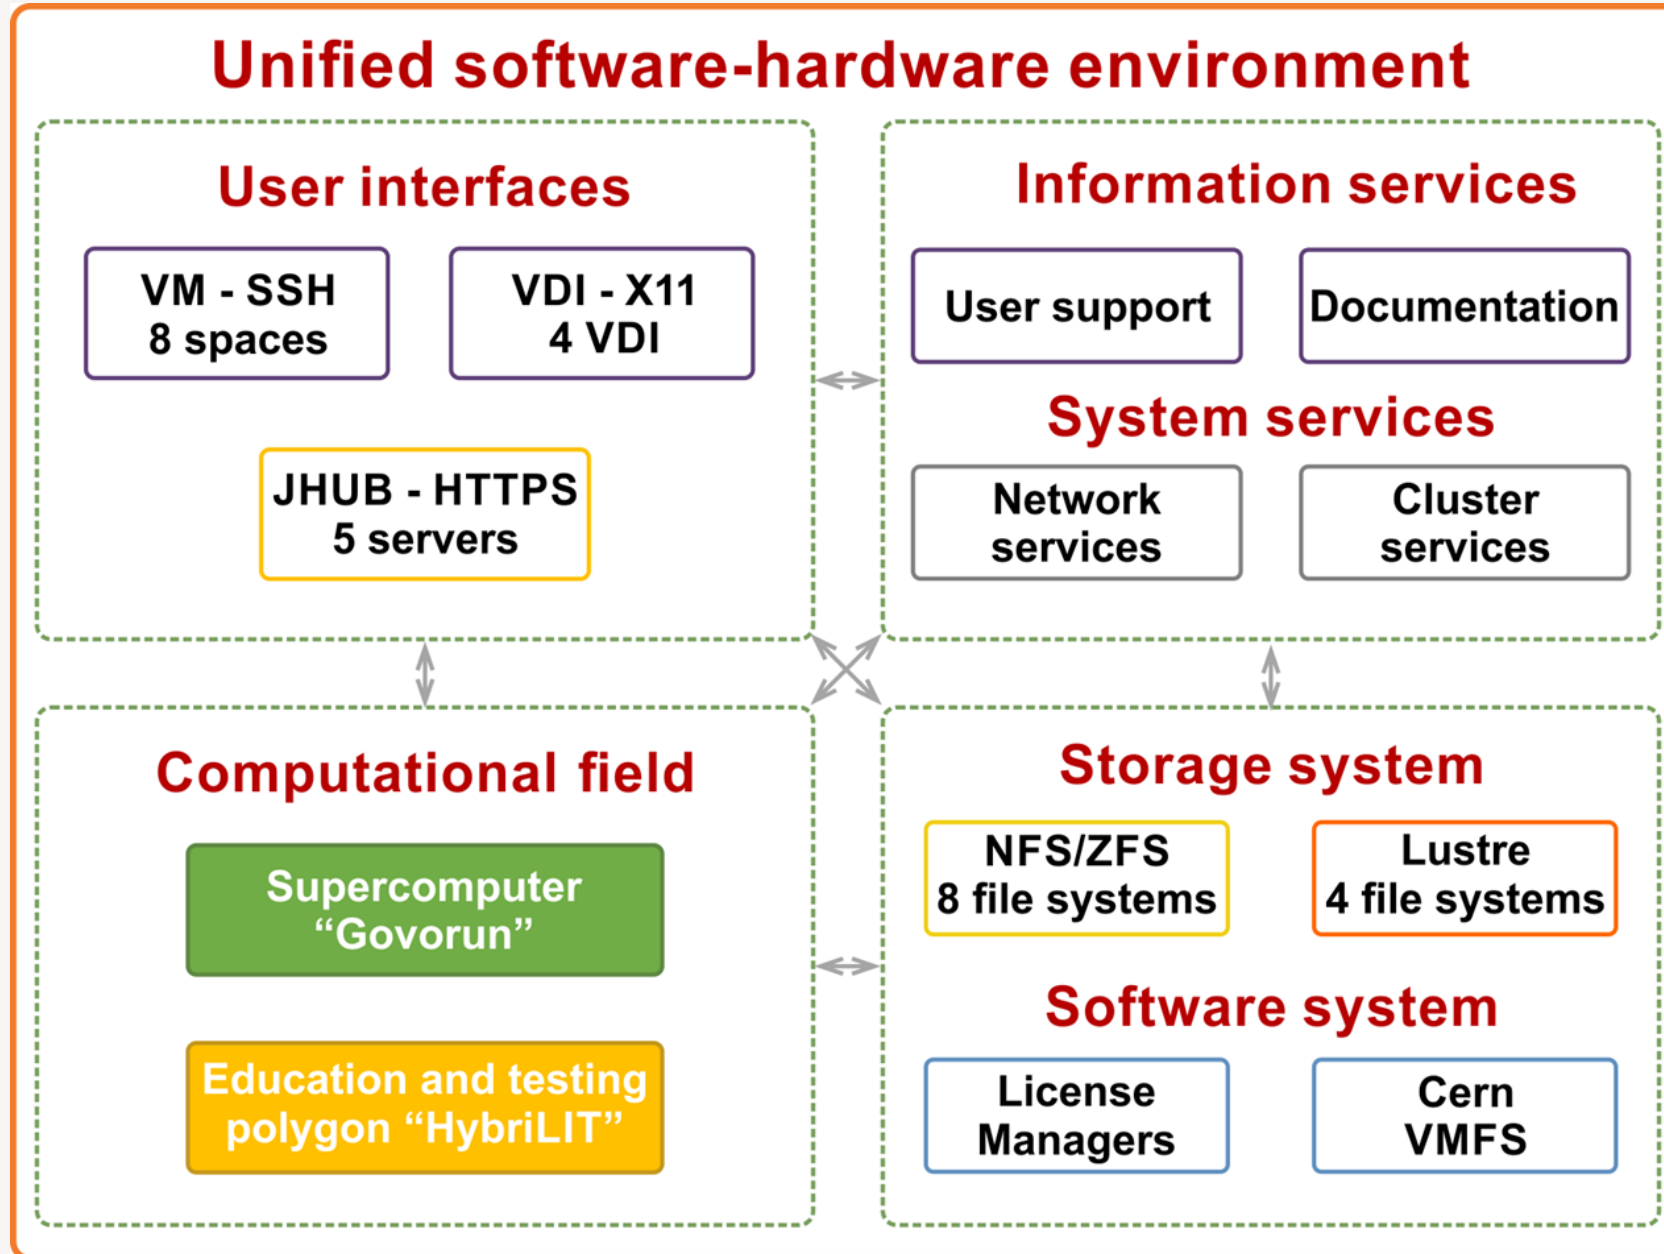 Unified software-hardware environment
User interfaces
VM - SSH
8 spaces
VDI - X11
4 VDI
JHUB - HTTPS
5 servers
Information services
User support
Documentation
System services
Network
services
Cluster
services
Computational field
Supercomputer
“Govorun”
Education and testing
polygon “HybriLIT”
Storage system
NFS/ZFS
8 file systems
Lustre
4 file systems
Software system
License
Managers
Cern
VMFS